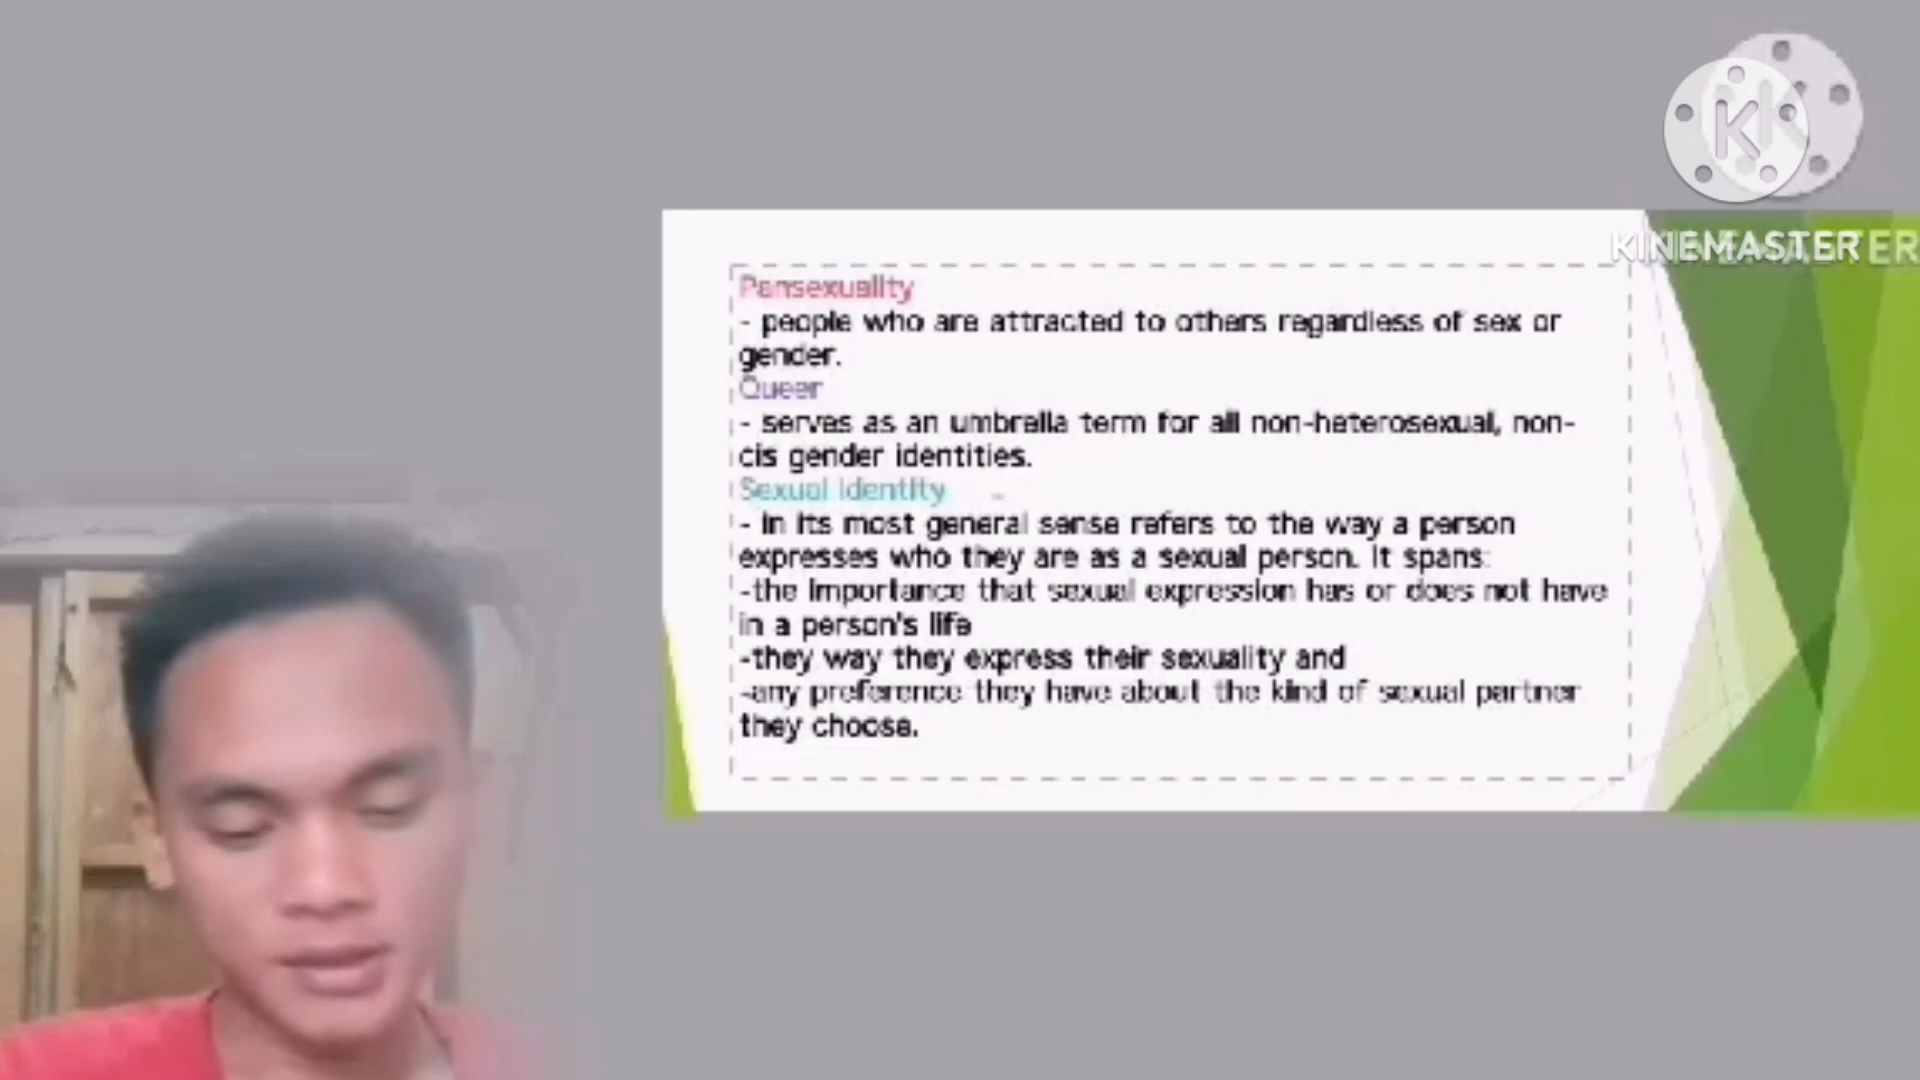 KINEMASTER
Pansexuality
- people who are attracted to others regardless of sex or
gender.
Queer
- serves as an umbrella term for all non-heterosexual, non-
cis gender identities.
Sexual Identity
- in its most general sense refers to the way a person
expresses who they are as a sexual person. It spans:
-the importance that sexual expression has or does not have
in a person's life
-they way they express their sexuality and
-any preference they have about the kind of sexual partner
they choose.